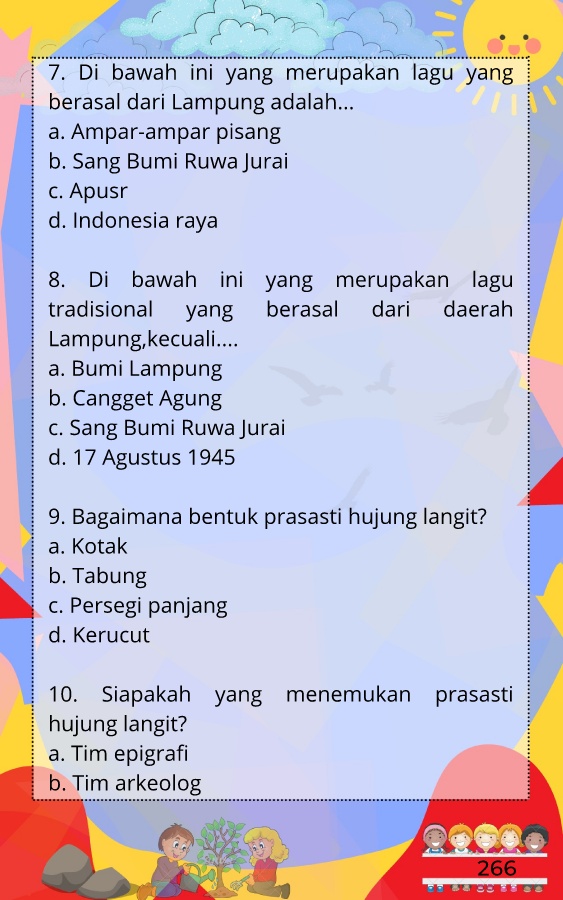 7. Di bawah ini yang merupakan lagu yang
berasal dari Lampung adalah...
a. Ampar-ampar pisang
b. Sang Bumi Ruwa Jurai
c. Apusr
d. Indonesia raya
8. Di bawah ini yang merupakan lagu
tradisional yang berasal dari daerah
Lampung,kecuali....
a. Bumi Lampung
b. Cangget Agung
c. Sang Bumi Ruwa Jurai
d. 17 Agustus 1945
9. Bagaimana bentuk prasasti hujung langit?
a. Kotak
b. Tabung
c. Persegi panjang
d. Kerucut
10. Siapakah yang menemukan prasasti
hujung langit?
a. Tim epigrafi
b. Tim arkeolog
266